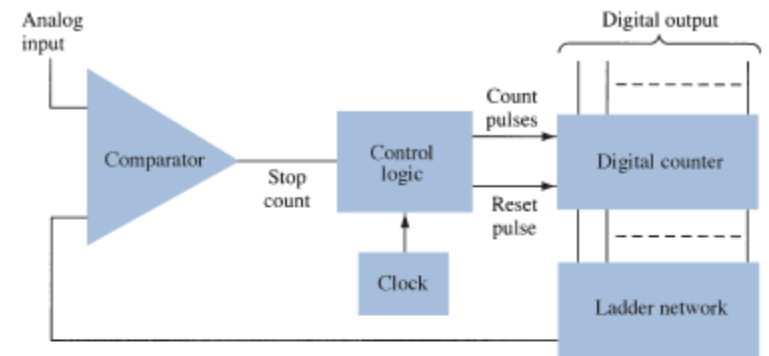 Analog
input
Digital output
Count
pulses
Comparator
Control
logic
Digital counter
Stop
count
Reset
pulse
Clock
Ladder network